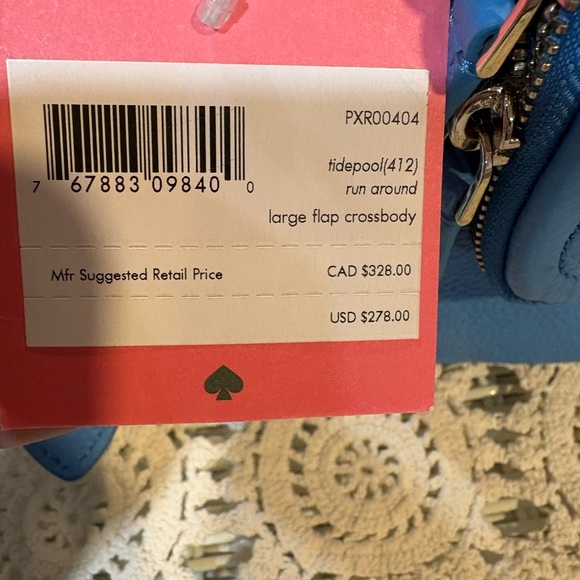 PXR00404
7 67883 09840 0
tidepool(412)
run around
large flap crossbody
Mfr Suggested Retail Price CAD $328.00
USD $278.00